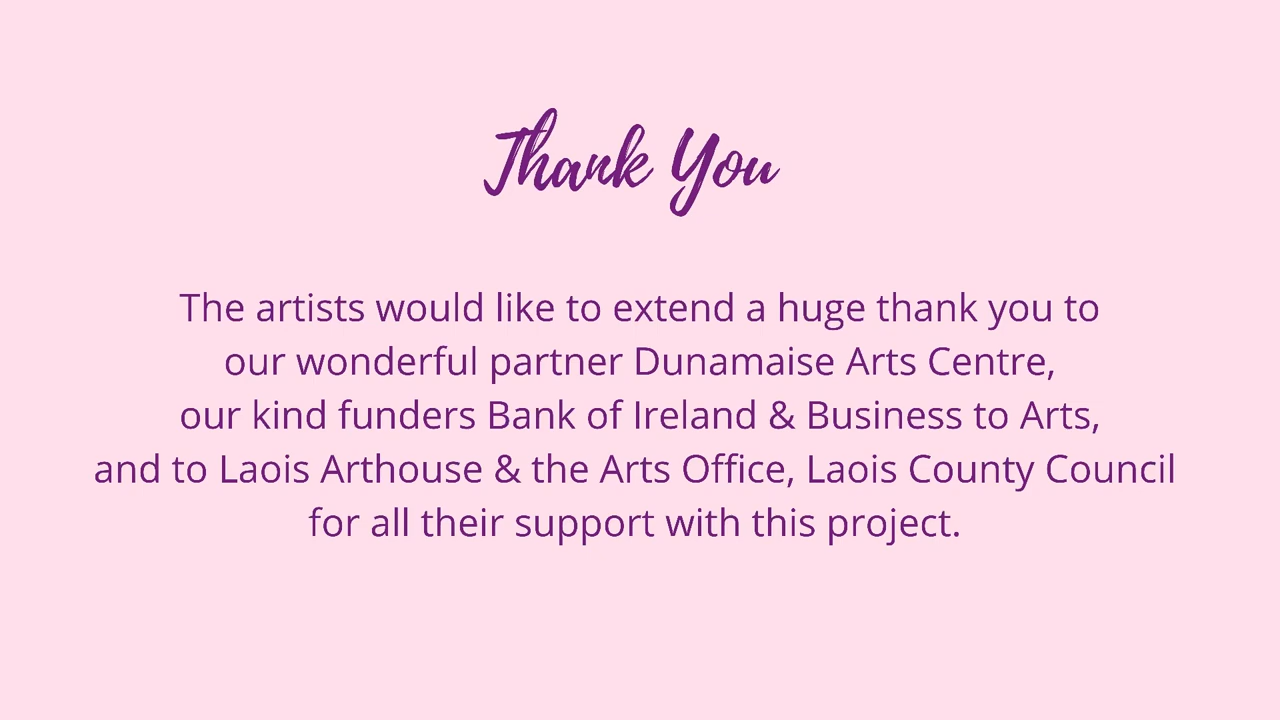 Thank You
The artists would like to extend a huge thank you to
our wonderful partner Dunamaise Arts Centre,
our kind funders Bank of Ireland & Business to Arts,
and to Laois Arthouse & the Arts Office, Laois County Council
for all their support with this project.